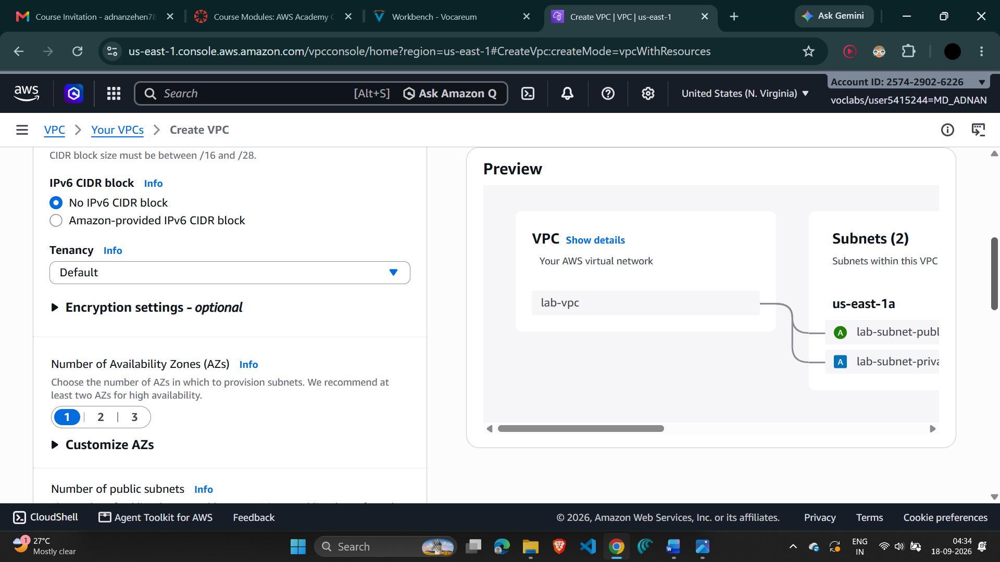 Course Invitation - adnanzehen78
Course Modules: AWS Academy C
Workbench - Vocareum
Create VPC | VPC | us-east-1
Ask Gemini
us-east-1.console.aws.amazon.com/vpcconsole/home?region=us-east-1#CreateVpc:createMode=vpcWithResources
aws
Search
[Alt+S]
Ask Amazon Q
United States (N. Virginia)
Account ID: 2574-2902-6226
voclabs/user5415244=MD_ADNAN
VPC
Your VPCs
Create VPC
CIDR block size must be between /16 and /28.
IPv6 CIDR block Info
No IPv6 CIDR block
Amazon-provided IPv6 CIDR block
Tenancy Info
Default
Encryption settings - optional
Number of Availability Zones (AZs) Info
Choose the number of AZs in which to provision subnets. We recommend at
least two AZs for high availability.
1 | 2 | 3
Customize AZs
Number of public subnets Info
Preview
VPC Show details
Your AWS virtual network
lab-vpc
Subnets (2)
Subnets within this VPC
us-east-1a
A lab-subnet-publ
A lab-subnet-priva
CloudShell
Agent Toolkit for AWS
Feedback
© 2026, Amazon Web Services, Inc. or its affiliates.
Privacy
Terms
Cookie preferences
1
27°C
Mostly clear
Search
ENG
IN
04:34
18-09-2026